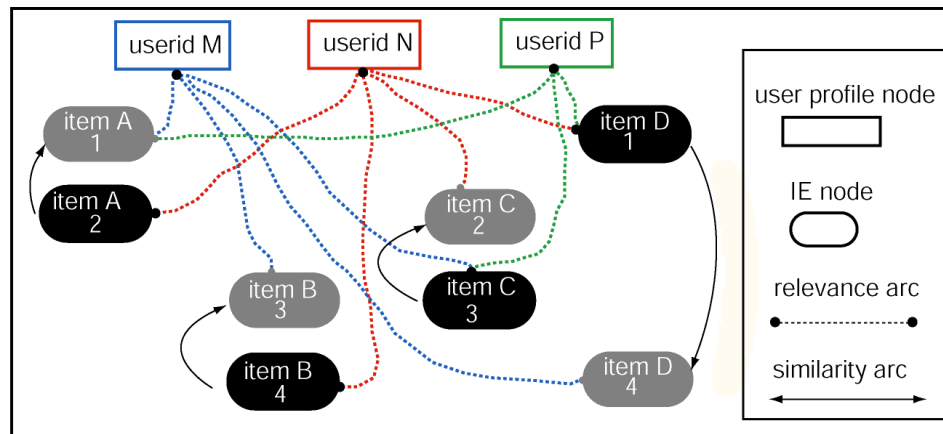 userid M
userid N
userid P
item A
1
item A
2
item B
3
item B
4
item C
2
item C
3
item D
1
item D
4
user profile node
IE node
relevance arc
similarity arc